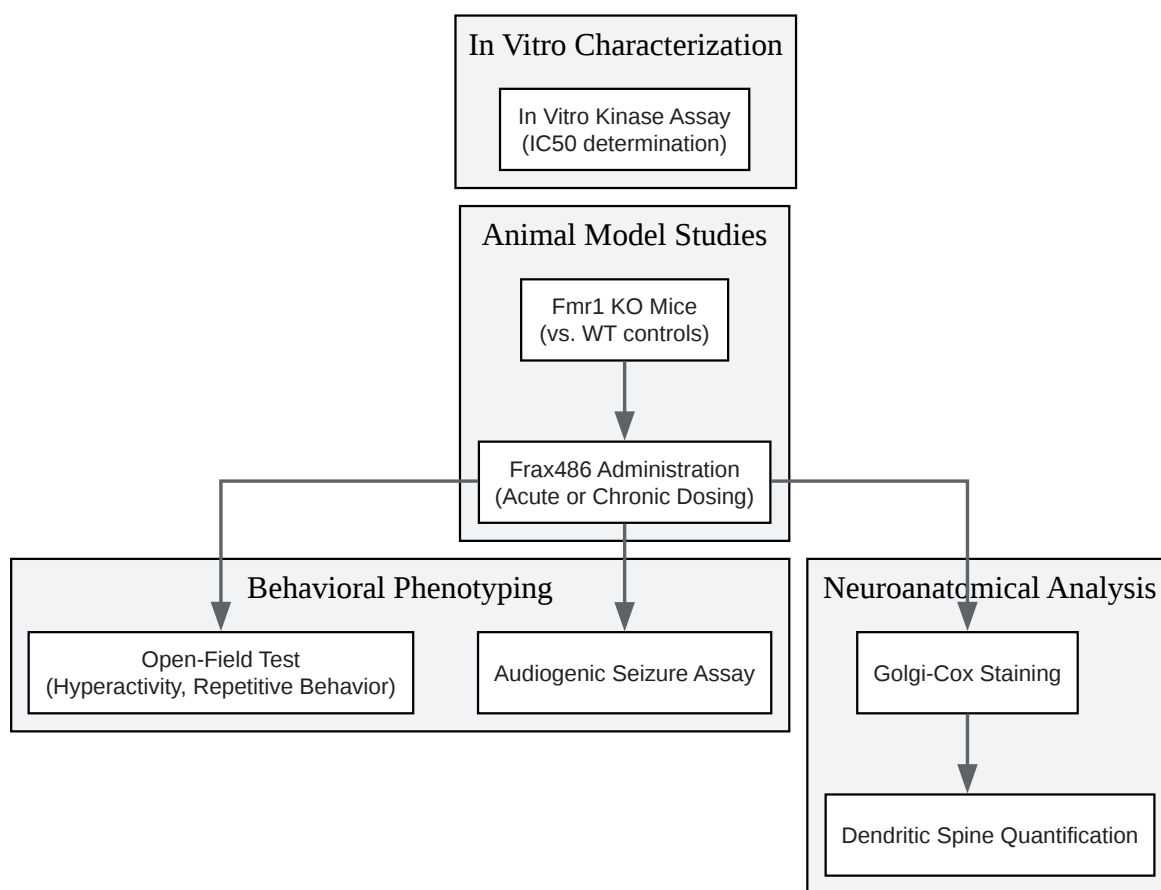 In Vitro Characterization
In Vitro Kinase Assay
(IC50 determination)
Animal Model Studies
Fmr1 KO Mice
(vs. WT controls)
Frax486 Administration
(Acute or Chronic Dosing)
Behavioral Phenotyping
Open-Field Test
(Hyperactivity, Repetitive Behavior)
Audiogenic Seizure Assay
Neuroanatomical Analysis
Golgi-Cox Staining
Dendritic Spine Quantification